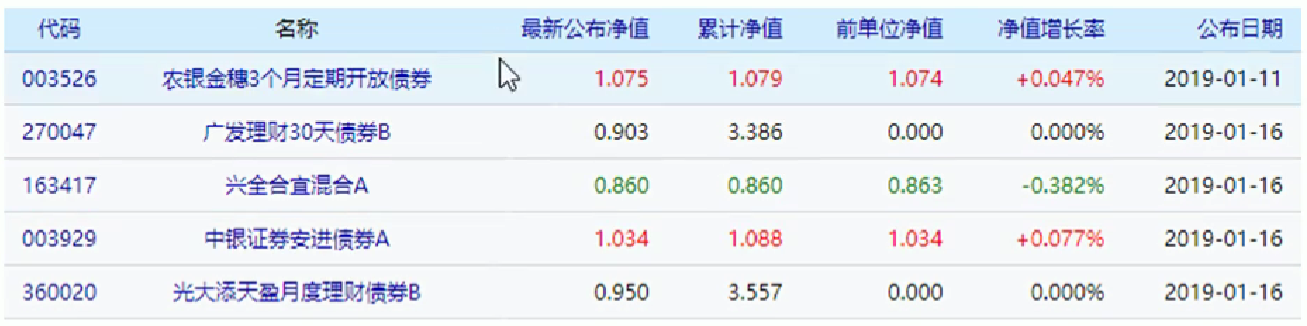 代码 名称 最新公布净值 累计净值 前单位净值 净值增长率 公布日期
003526 农银金穗3个月定期开放债券 1.075 1.079 1.074 +0.047% 2019-01-11
270047 广发理财30天债券B 0.903 3.386 0.000 0.000% 2019-01-16
163417 兴全合宜混合A 0.860 0.860 0.863 -0.382% 2019-01-16
003929 中银证券安进债券A 1.034 1.088 1.034 +0.077% 2019-01-16
360020 光大添天盈月度理财债券B 0.950 3.557 0.000 0.000% 2019-01-16